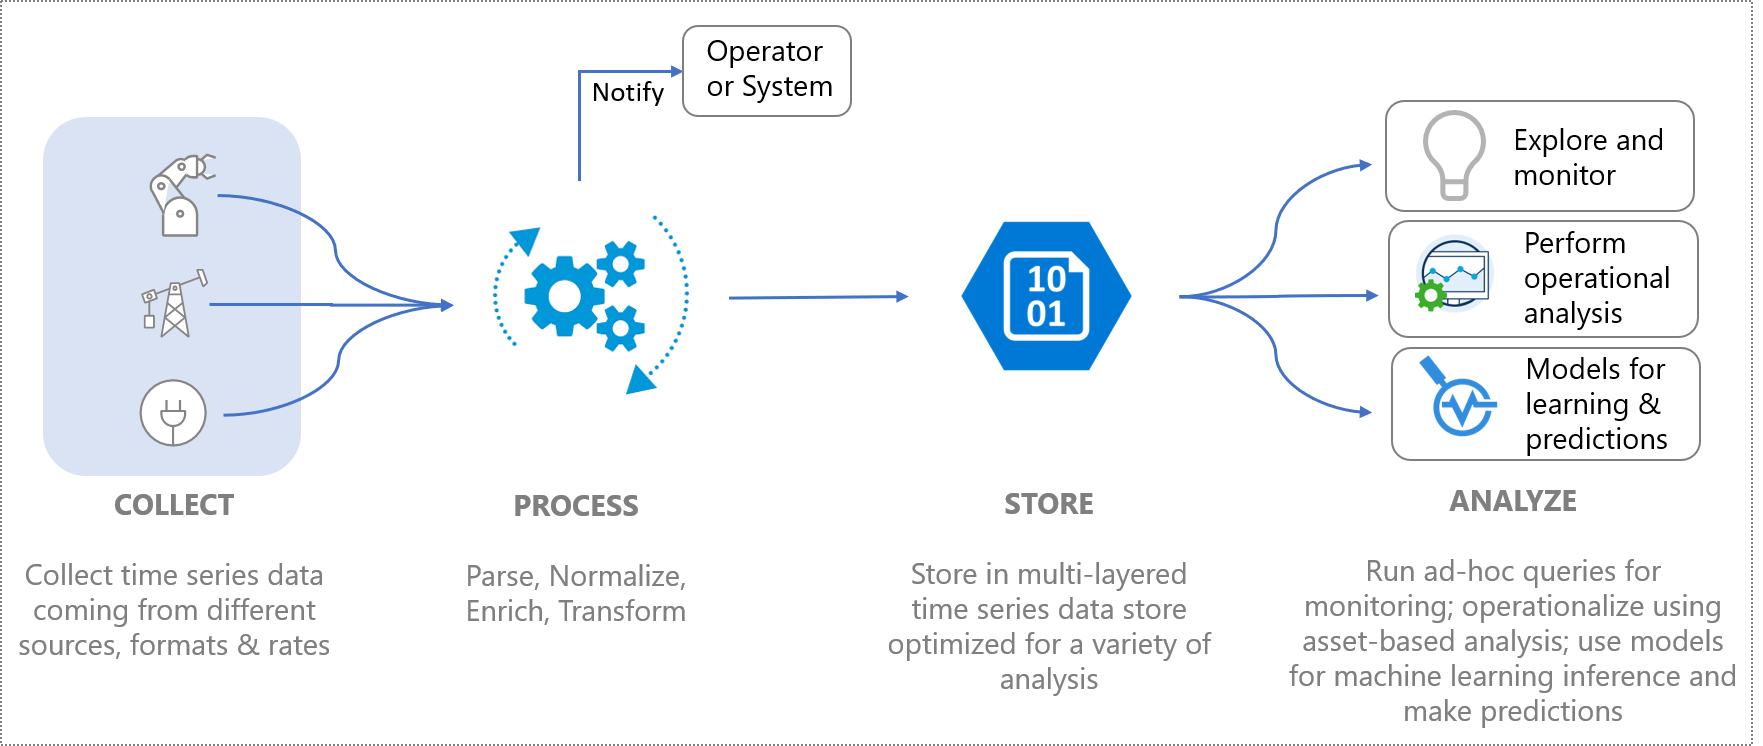 Operator
or System
Notify
10
01
Explore and
monitor
Perform
operational
analysis
Models for
learning &
predictions
COLLECT
Collect time series data
coming from different
sources, formats & rates
PROCESS
Parse, Normalize,
Enrich, Transform
STORE
Store in multi-layered
time series data store
optimized for a variety of
analysis
ANALYZE
Run ad-hoc queries for
monitoring; operationalize using
asset-based analysis; use models
for machine learning inference and
make predictions